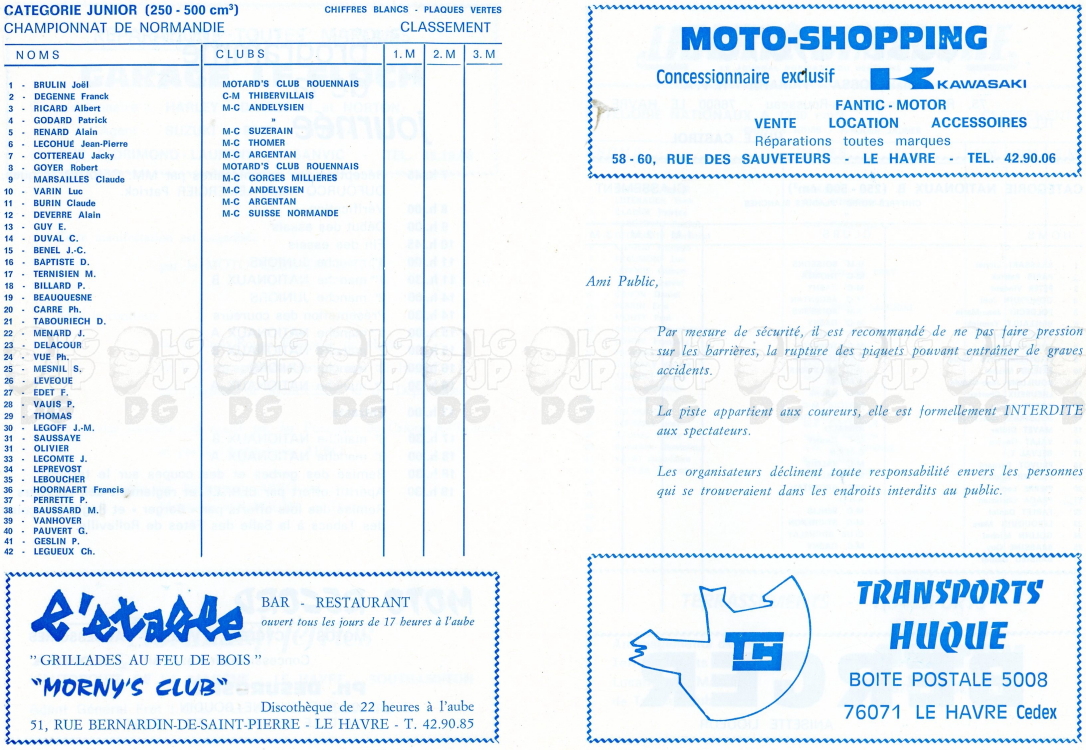 CATEGORIE JUNIOR (250 - 500 cm³) CHIFFRES BLANCS - PLAQUES VERTES
CHAMPIONNAT DE NORMANDIE CLASSEMENT
NOMS CLUBS 1. M 2. M 3. M
1 - BRULIN Joël MOTARD'S CLUB ROUENNAIS
2 - DEGENNE Franck C-M THIBERVILLAIS
3 - RICARD Albert M-C ANDELYSIEN
4 - GODARD Patrick "
5 - RENARD Alain M-C SUZERAIN
6 - LECOHUÉ Jean-Pierre M-C THOMER
7 - COTTEREAU Jacky M-C ARGENTAN
8 - GOYER Robert MOTARD'S CLUB ROUENNAIS
9 - MARSAILLES Claude M-C GORGES MILLIERES
10 - VARIN Luc M-C ANDELYSIEN
11 - BURIN Claude M-C ARGENTAN
12 - DEVERRE Alain M-C SUISSE NORMANDE
13 - GUY E.
14 - DUVAL C.
15 - BENEL J.-C.
16 - BAPTISTE D.
17 - TERNISIEN M.
18 - BILLARD P.
19 - BEAUQUESNE
20 - CARRE Ph.
21 - TABOURIECH D.
22 - MENARD J.
23 - DELACOUR
24 - VUE Ph.
25 - MESNIL S.
26 - LEVEQUE
27 - EDET F.
28 - VAUIS P.
29 - THOMAS
30 - LEGOFF J.-M.
31 - SAUSSAYE
31 - OLIVIER
33 - LECOMTE J.
34 - LEPREVOST
35 - LEBOUCHER
36 - HOORNAERT Francis
37 - PERRETTE P.
38 - BAUSSARD M.
39 - VANHOVER
40 - PAUVERT G.
41 - GESLIN P.
42 - LEGUEUX Ch.
l'étable
BAR - RESTAURANT
ouvert tous les jours de 17 heures à l'aube
"GRILLADES AU FEU DE BOIS"
"MORNY'S CLUB"
Discothèque de 22 heures à l'aube
51, RUE BERNARDIN-DE-SAINT-PIERRE - LE HAVRE - T. 42.90.85
MOTO-SHOPPING
Concessionnaire exclusif KAWASAKI
FANTIC - MOTOR
VENTE LOCATION ACCESSOIRES
Réparations toutes marques
58 - 60, RUE DES SAUVETEURS - LE HAVRE - TEL. 42.90.06
Ami Public,
Par mesure de sécurité, il est recommandé de ne pas faire pression
sur les barrières, la rupture des piquets pouvant entraîner de graves
accidents.
La piste appartient aux coureurs, elle est formellement INTERDITE
aux spectateurs.
Les organisateurs déclinent toute responsabilité envers les personnes
qui se trouveraient dans les endroits interdits au public.
TRANSPORTS
HUQUE
BOITE POSTALE 5008
76071 LE HAVRE Cedex
LG
JP
DG